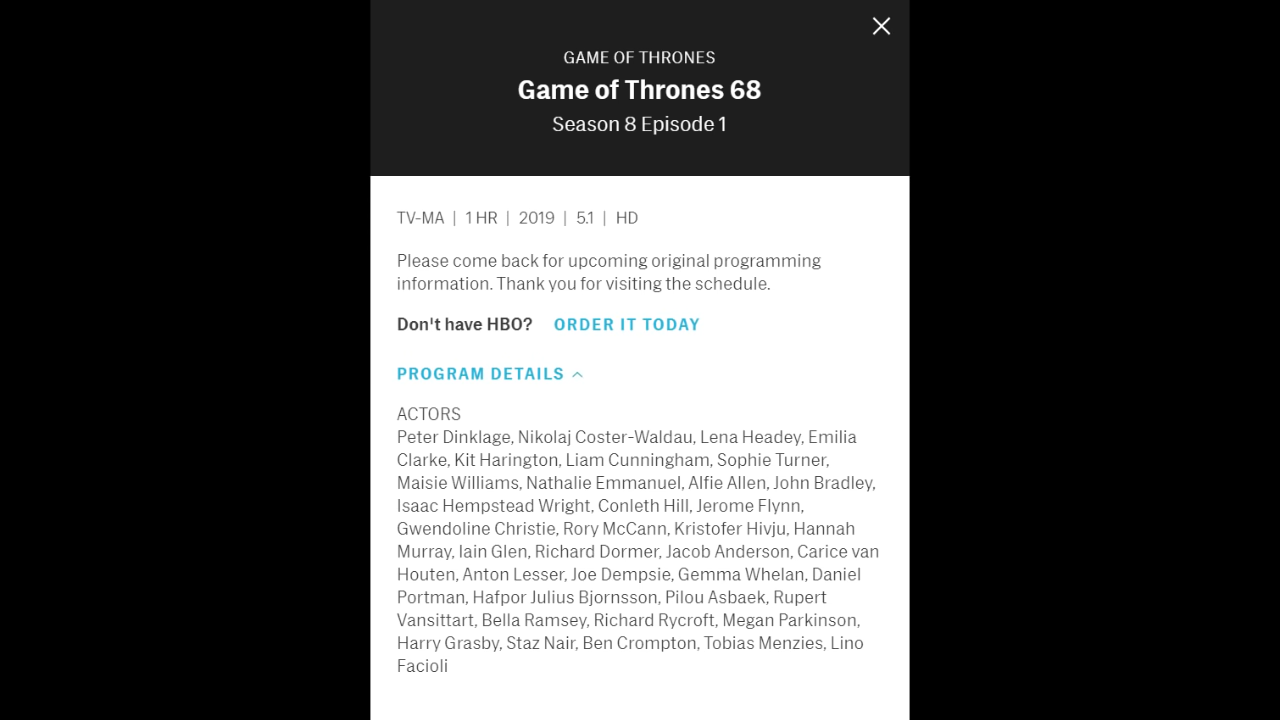 GAME OF THRONES
Game of Thrones 68
Season 8 Episode 1
TV-MA | 1 HR | 2019 | 5.1 | HD
Please come back for upcoming original programming
information. Thank you for visiting the schedule.
Don't have HBO? ORDER IT TODAY
PROGRAM DETAILS
ACTORS
Peter Dinklage, Nikolaj Coster-Waldau, Lena Headey, Emilia
Clarke, Kit Harington, Liam Cunningham, Sophie Turner,
Maisie Williams, Nathalie Emmanuel, Alfie Allen, John Bradley,
Isaac Hempstead Wright, Conleth Hill, Jerome Flynn,
Gwendoline Christie, Rory McCann, Kristofer Hivju, Hannah
Murray, Iain Glen, Richard Dormer, Jacob Anderson, Carice van
Houten, Anton Lesser, Joe Dempsie, Gemma Whelan, Daniel
Portman, Hafpor Julius Bjornsson, Pilou Asbaek, Rupert
Vansittart, Bella Ramsey, Richard Rycroft, Megan Parkinson,
Harry Grasby, Staz Nair, Ben Crompton, Tobias Menzies, Lino
Facioli